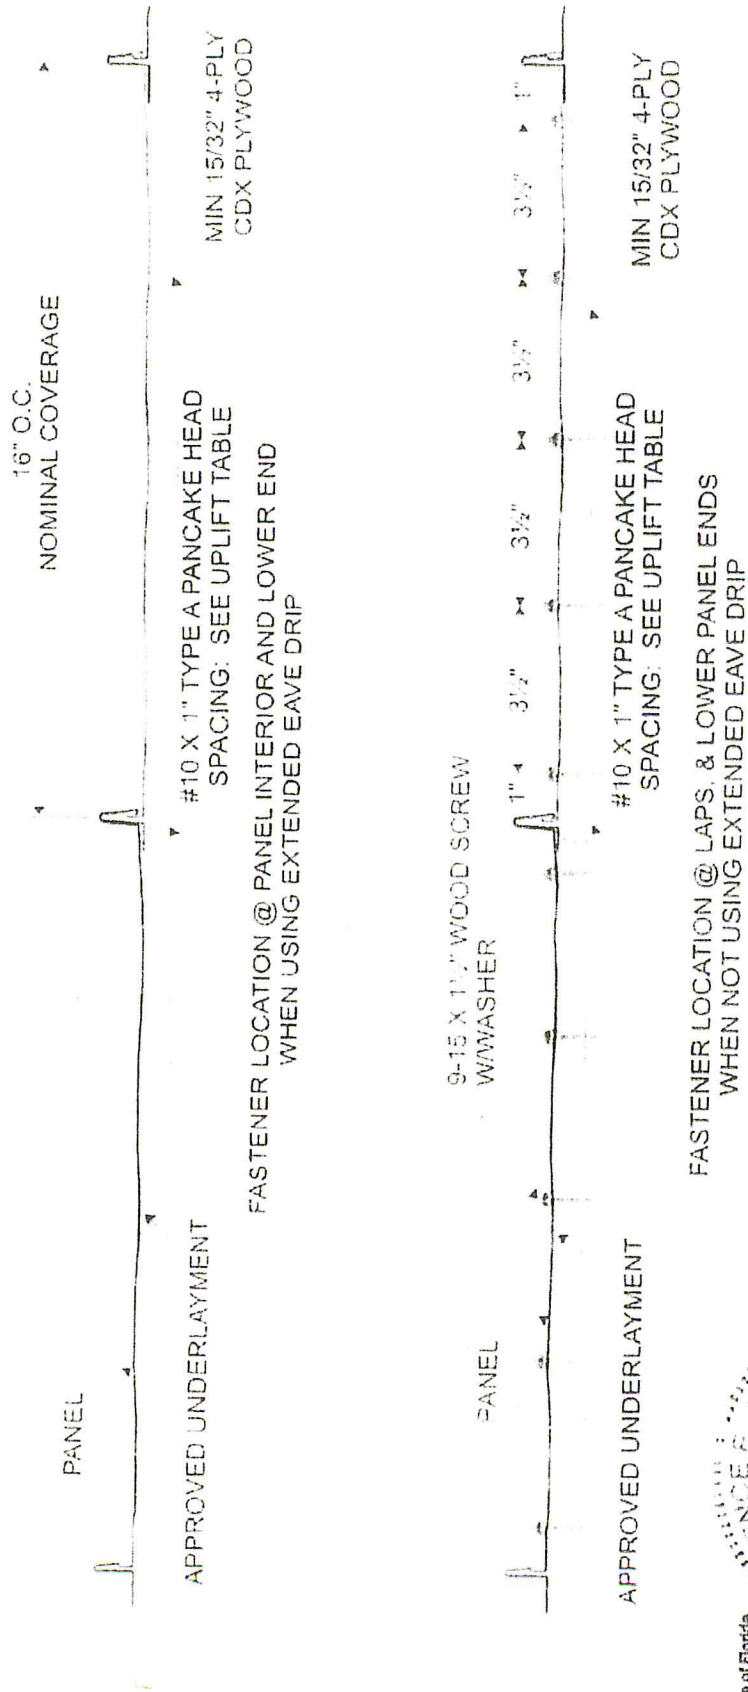 16" O.C.
NOMINAL COVERAGE
PANEL
APPROVED UNDERLAYMENT
#10 X 1" TYPE A PANCAKE HEAD
SPACING: SEE UPLIFT TABLE
MIN 15/32" 4-PLY
CDX PLYWOOD
FASTENER LOCATION @ PANEL INTERIOR AND LOWER END
WHEN USING EXTENDED EAVE DRIP
9-15 X 1½" WOOD SCREW
W/WASHER
PANEL
1" 3½" 3½" 3½" 3½" 1"
APPROVED UNDERLAYMENT
#10 X 1" TYPE A PANCAKE HEAD
SPACING: SEE UPLIFT TABLE
MIN 15/32" 4-PLY
CDX PLYWOOD
FASTENER LOCATION @ LAPS, & LOWER PANEL ENDS
WHEN NOT USING EXTENDED EAVE DRIP
of Florida